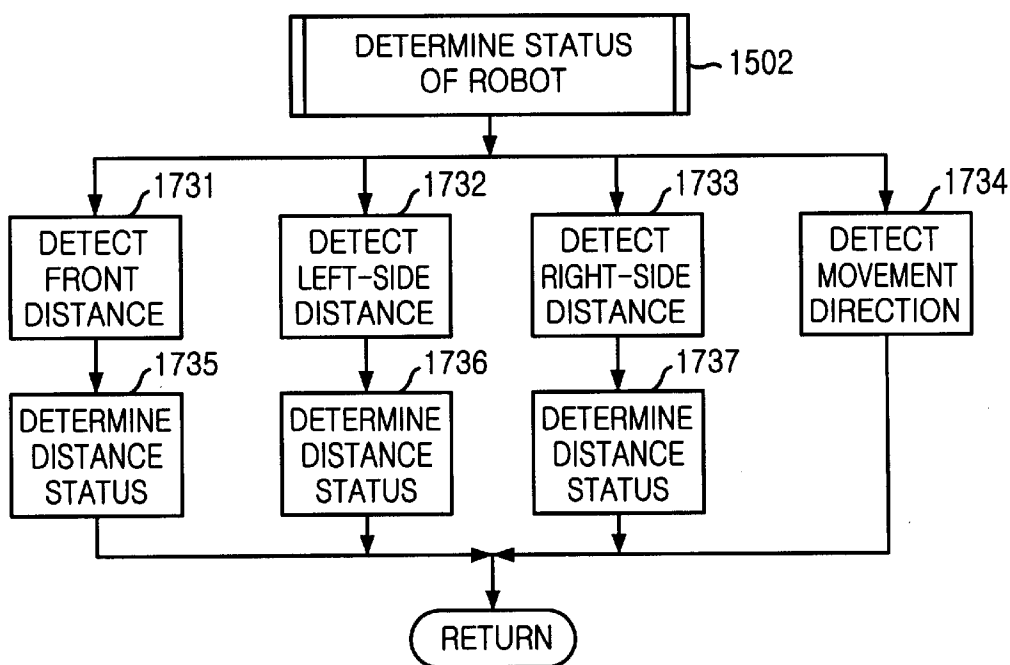 DETERMINE STATUS
OF ROBOT
1502
1731
1732
1733
1734
DETECT
FRONT
DISTANCE
DETECT
LEFT-SIDE
DISTANCE
DETECT
RIGHT-SIDE
DISTANCE
DETECT
MOVEMENT
DIRECTION
1735
1736
1737
DETERMINE
DISTANCE
STATUS
DETERMINE
DISTANCE
STATUS
DETERMINE
DISTANCE
STATUS
RETURN